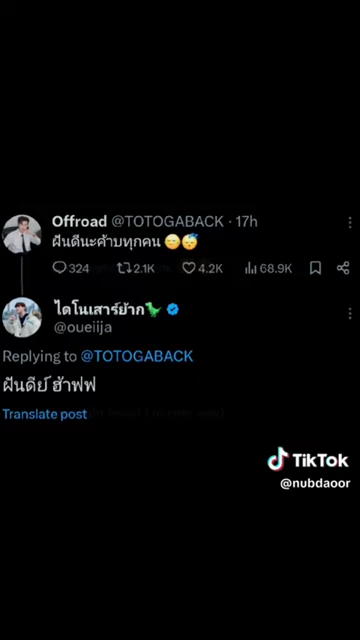 Offroad @TOTOGABACK · 17h
ฝันดีนะค้าบทุกคน 😊😴
324 2.1K 4.2K 68.9K
ไดโนเสาร์ย้าก🦖
@oueiija
Replying to @TOTOGABACK
ฝันดีย์ ฮ้าฟฟ
Translate post
TikTok
@nubdaoor